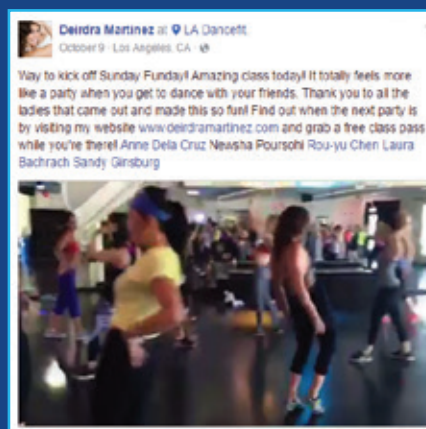 Deirdra Martinez at LA Dancefit.
October 9 · Los Angeles, CA ·
Way to kick off Sunday Funday! Amazing class today! It totally feels more
like a party when you get to dance with your friends. Thank you to all the
ladies that came out and made this so fun! Find out when the next party is
by visiting my website www.deirdramartinez.com and grab a free class pass
while you're there! Anne Dela Cruz Newsha Poursohi Rou-yu Chen Laura
Bachrach Sandy Ginsburg